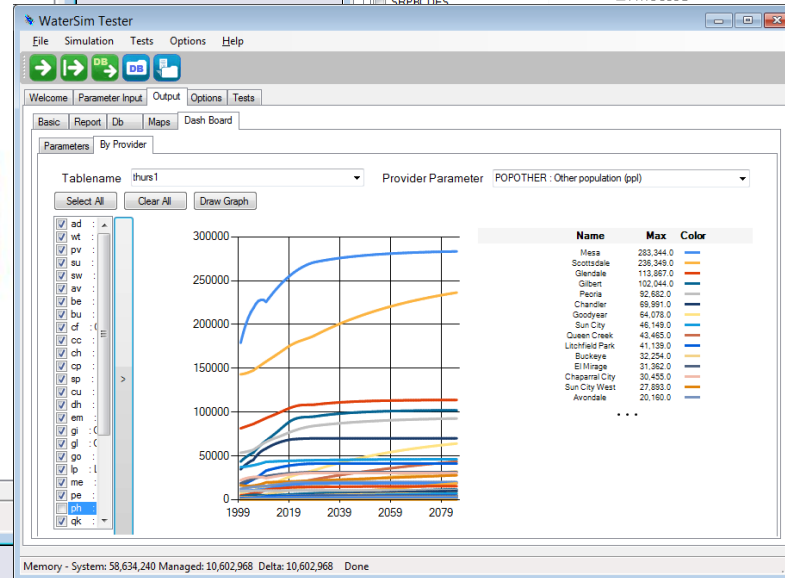 SRPBLDES
WaterSim Tester
File Simulation Tests Options Help
DB DB
Welcome Parameter Input Output Options Tests
Basic Report Db Maps Dash Board
Parameters By Provider
Tablename thurs1 Provider Parameter POPOTHER : Other population (ppl)
Select All Clear All Draw Graph
ad :
wt :
pv :
su :
sw :
av :
be :
bu :
cf : C
cc :
ch :
cp :
sp :
cu :
dh :
em :
gi : C
gl : C
go :
lp : L
me :
pe :
ph :
qk :
>
300000
250000
200000
150000
100000
50000
0
1999 2019 2039 2059 2079
Name Max Color
Mesa 283,344.0
Scottsdale 236,349.0
Glendale 113,867.0
Gilbert 102,044.0
Peoria 92,682.0
Chandler 69,991.0
Goodyear 64,078.0
Sun City 46,149.0
Queen Creek 43,465.0
Litchfield Park 41,139.0
Buckeye 32,254.0
El Mirage 31,362.0
Chaparral City 30,455.0
Sun City West 27,893.0
Avondale 20,160.0
...
Memory - System: 58,634,240 Managed: 10,602,968 Delta: 10,602,968 Done